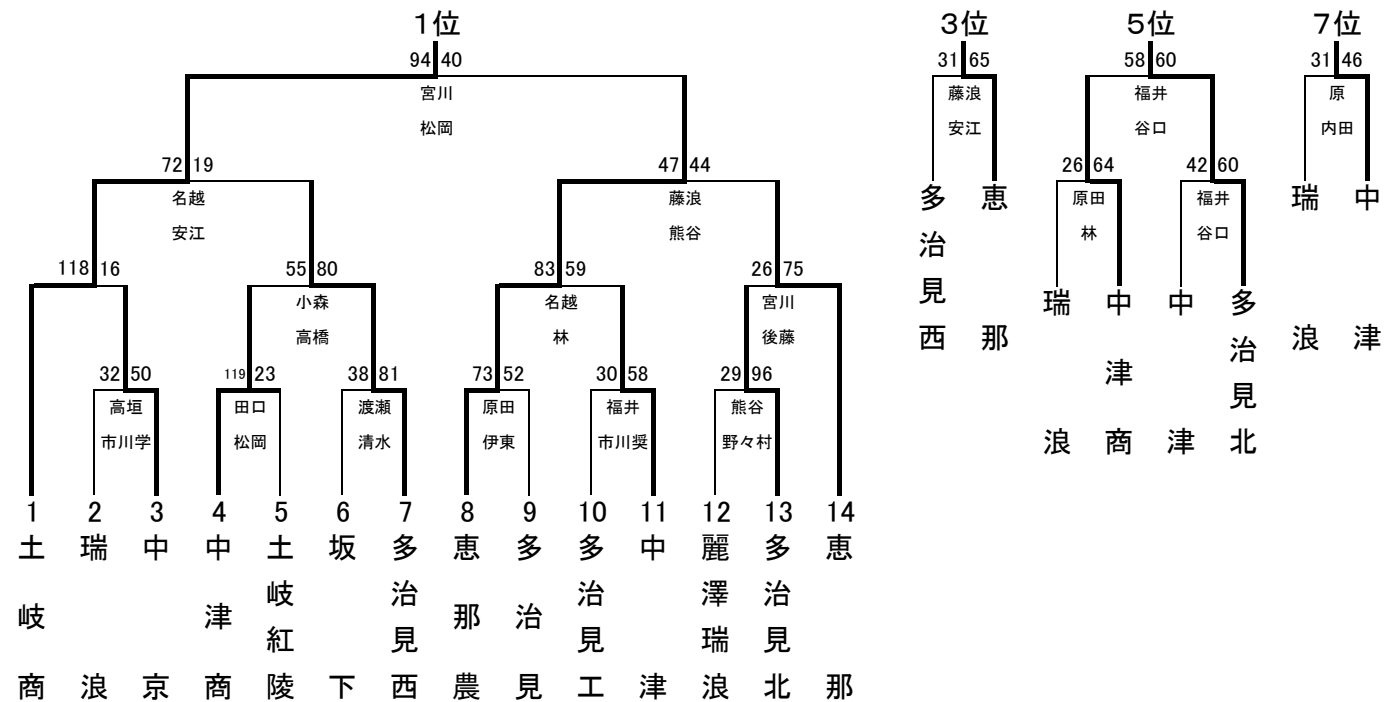 1位 3位 5位 7位
94 40 31 65 58 60 31 46
宮川 藤浪 福井 原
松岡 安江 谷口 内田
72 19 47 44 26 64 42 60
名越 藤浪 原田 福井
安江 熊谷 林 谷口
118 16 55 80 83 59 26 75
小森 名越 宮川
高橋 林 後藤
32 50 119 23 38 81 73 52 30 58 29 96
高垣 田口 渡瀬 原田 福井 熊谷
市川学 松岡 清水 伊東 市川奨 野々村
1 2 3 4 5 6 7 8 9 10 11 12 13 14
土岐商
瑞浪
中京
中津商
土岐紅陵
坂下
多治見西
恵那農
多治見
多治見工
中津
麗澤瑞浪
多治見北
恵那
多治見西
恵那
瑞浪
中津商
中津
多治見北
瑞浪
中津